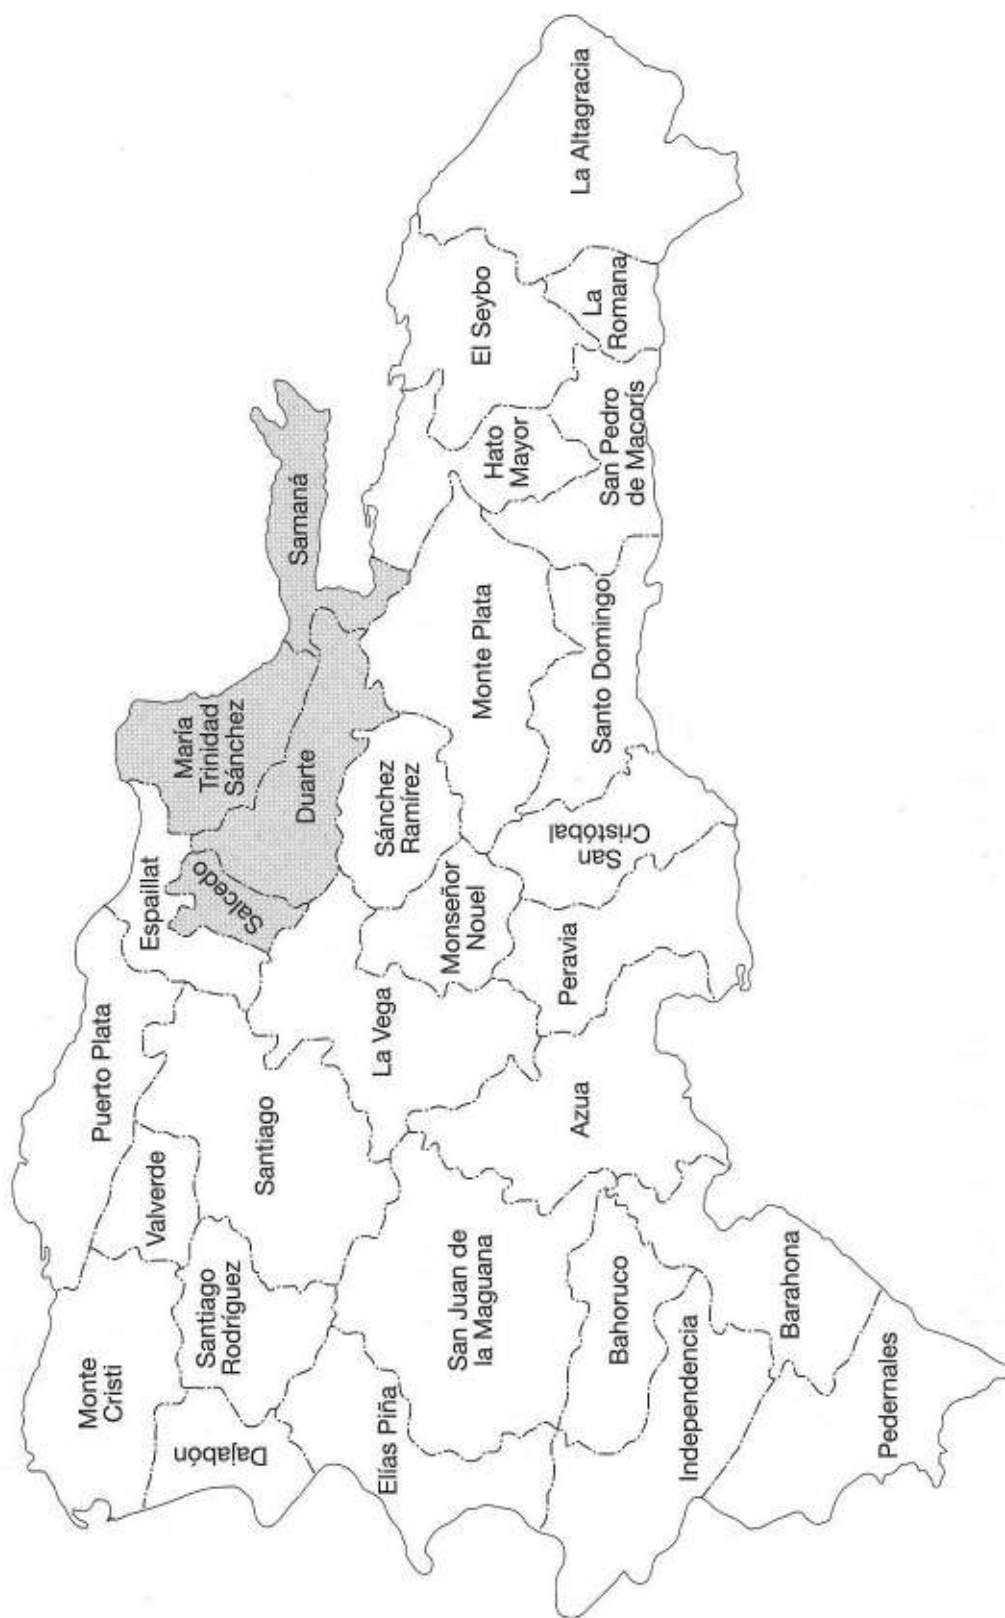 Puerto Plata
Monte
Cristi
Valverde
Espaillat
María
Trinidad
Sánchez
Salcedo
Samaná
Dajabón
Santiago
Rodríguez
Santiago
Duarte
La Vega
Sánchez
Ramírez
Elías Piña
San Juan de
la Maguana
Monseñor
Nouel
Monte Plata
Hato
Mayor
El Seybo
La Altagracia
Bahoruco
Azua
Peravia
San
Cristóbal
Santo Domingo
San Pedro
de Macorís
La
Romana
Independencia
Barahona
Pedernales